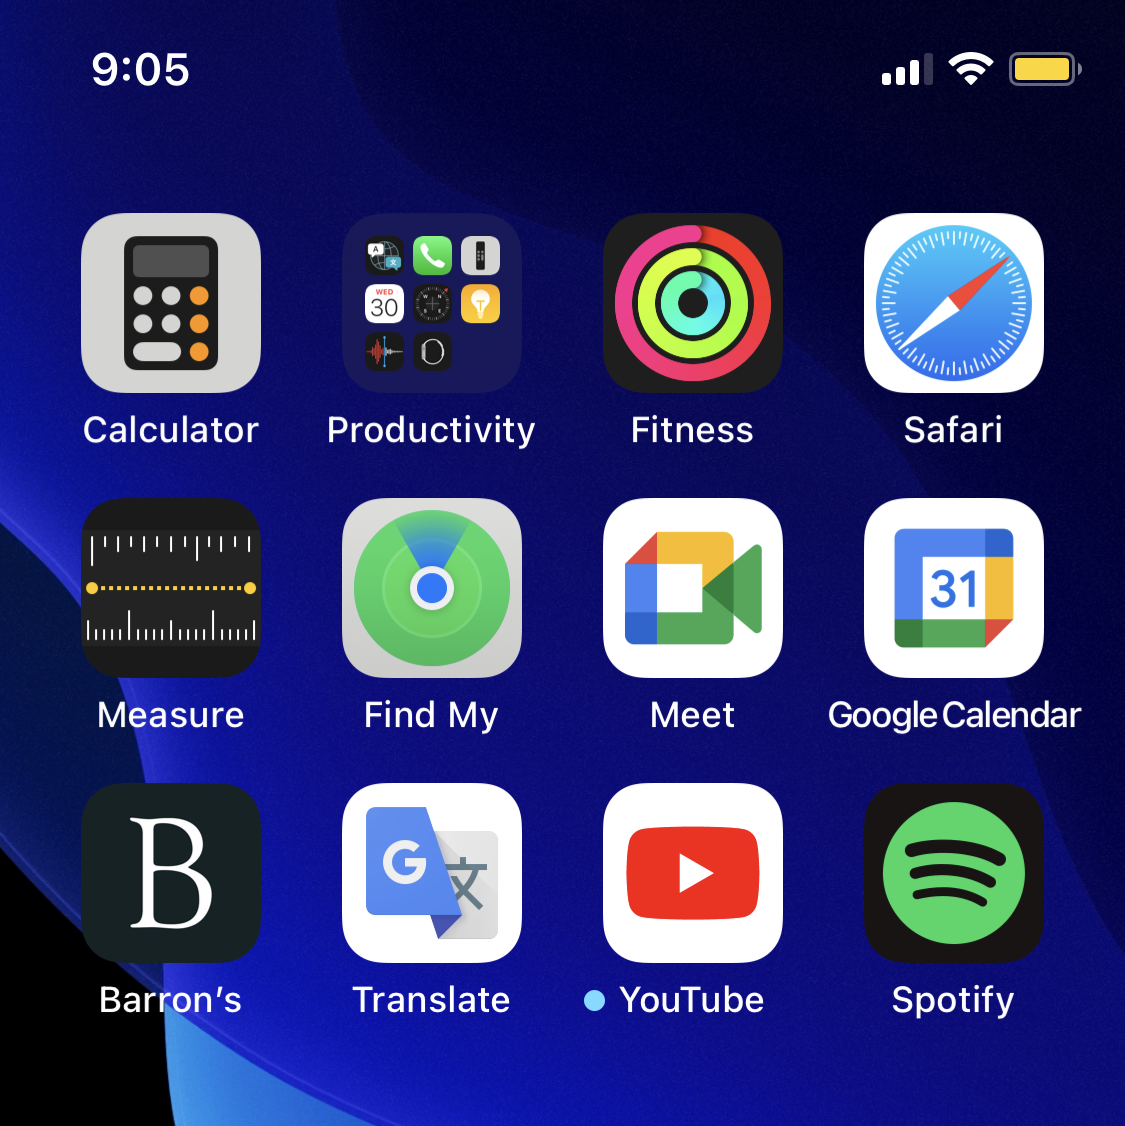 9:05
A
文
WED
30
W N
S E
T
Calculator
Productivity
Fitness
Safari
31
Measure
Find My
Meet
Google Calendar
B
G
文
Barron's
Translate
YouTube
Spotify